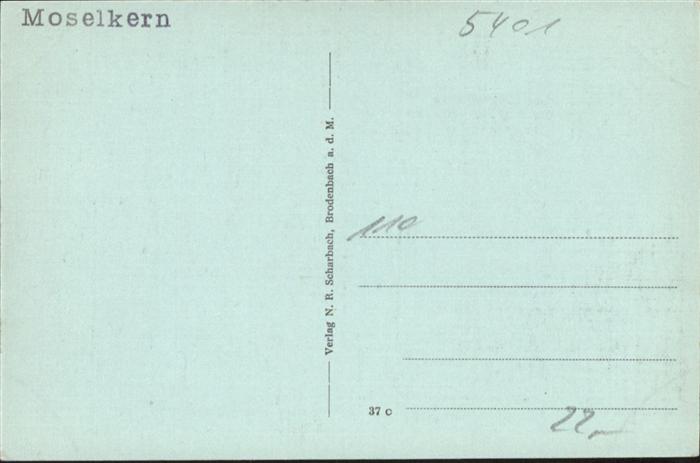 Moselkern
5401
Verlag N. R. Scharbach, Brodenbach a. d. M.
110
37 c
22,-